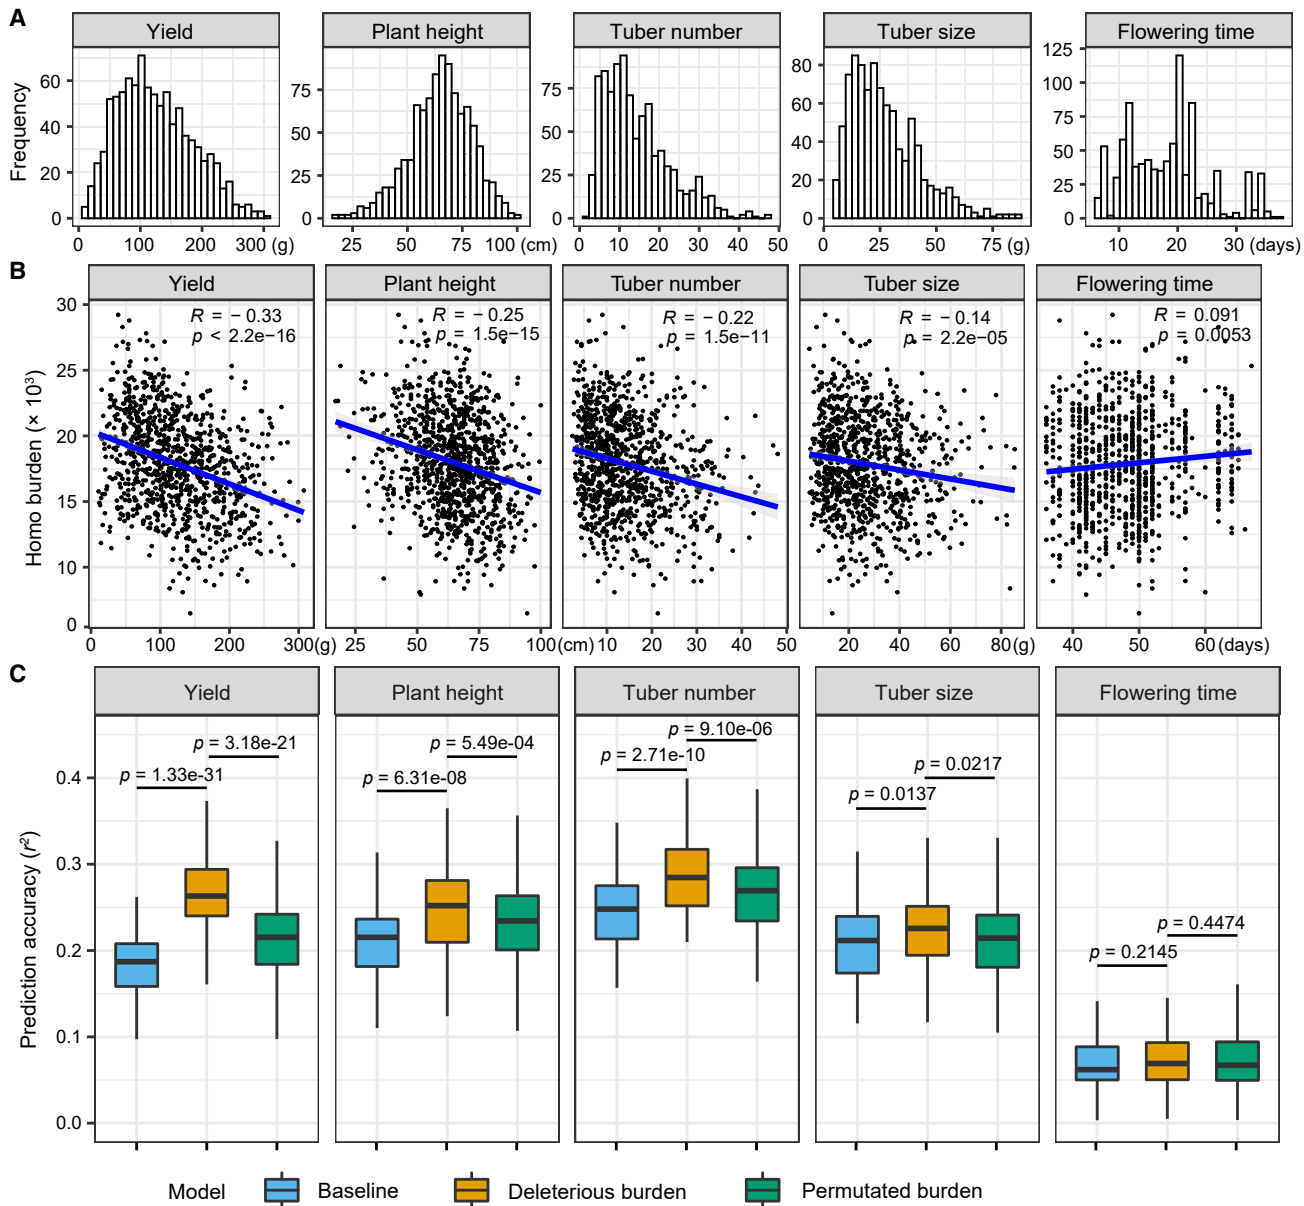 A
Yield
Plant height
Tuber number
Tuber size
Flowering time
Frequency
0
20
40
60
0 100 200 300 (g)
0
25
50
75
25 50 75 100 (cm)
0
25
50
75
0 10 20 30 40 50
0
20
40
60
80
0 25 50 75 (g)
0
25
50
75
100
125
10 20 30 (days)
B
Yield
Plant height
Tuber number
Tuber size
Flowering time
Homo burden (× 10³)
30
25
20
15
10
0
R = −0.33
p < 2.2e−16
R = −0.25
p = 1.5e−15
R = −0.22
p = 1.5e−11
R = −0.14
p = 2.2e−05
R = 0.091
p = 0.0053
0 100 200 300(g)
25 50 75 100(cm)
10 20 30 40 50
20 40 60 80(g)
40 50 60(days)
C
Yield
Plant height
Tuber number
Tuber size
Flowering time
Prediction accuracy (r²)
0.4
0.3
0.2
0.1
0.0
p = 3.18e-21
p = 1.33e-31
p = 5.49e-04
p = 6.31e-08
p = 9.10e-06
p = 2.71e-10
p = 0.0217
p = 0.0137
p = 0.4474
p = 0.2145
Model
Baseline
Deleterious burden
Permutated burden